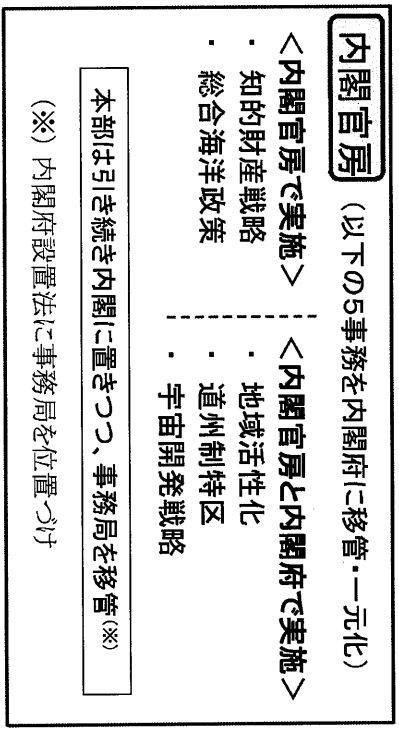 内閣官房 (以下の5事務を内閣府に移管・一元化)
<内閣官房で実施>
・ 知的財産戦略
・ 総合海洋政策
<内閣官房と内閣府で実施>
・ 地域活性化
・ 道州制特区
・ 宇宙開発戦略
本部は引き続き内閣に置きつつ、事務局を移管(※)
(※) 内閣府設置法に事務局を位置づけ